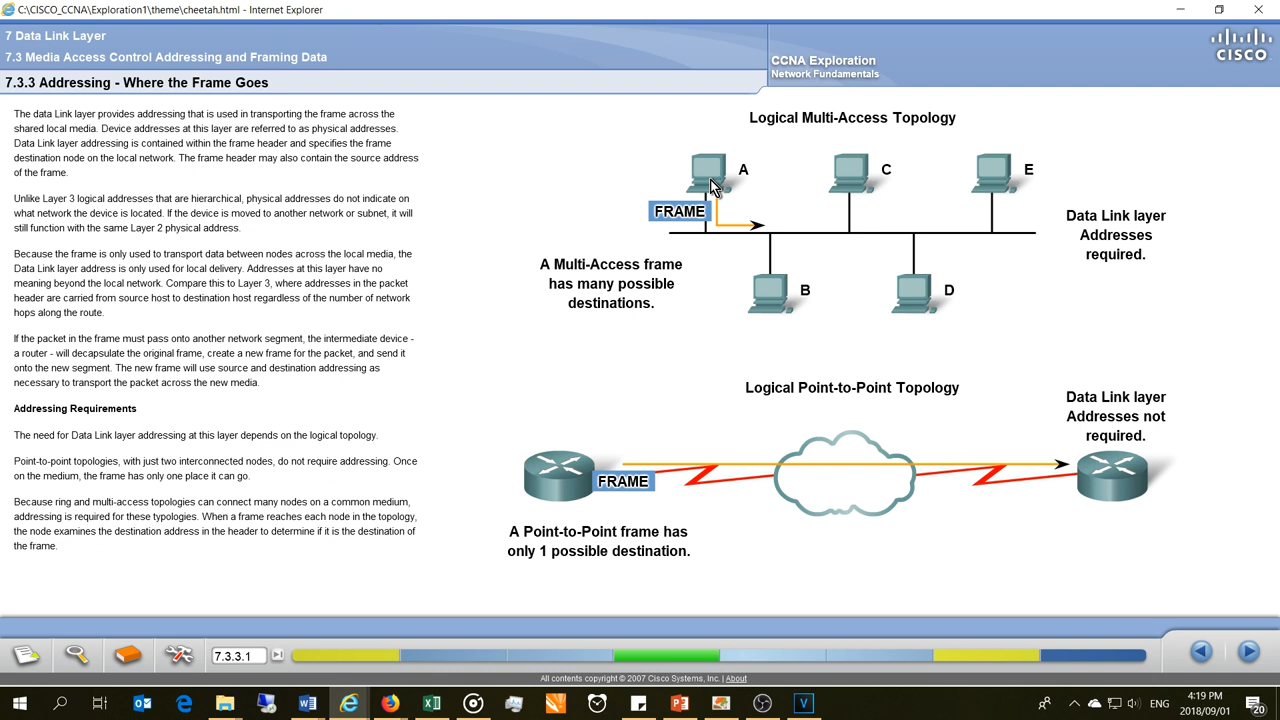 C:\CISCO_CCNA\Exploration1\theme\cheetah.html - Internet Explorer
7 Data Link Layer
7.3 Media Access Control Addressing and Framing Data
7.3.3 Addressing - Where the Frame Goes
CCNA Exploration
Network Fundamentals
CISCO
The data Link layer provides addressing that is used in transporting the frame across the
shared local media. Device addresses at this layer are referred to as physical addresses.
Data Link layer addressing is contained within the frame header and specifies the frame
destination node on the local network. The frame header may also contain the source address
of the frame.
Unlike Layer 3 logical addresses that are hierarchical, physical addresses do not indicate on
what network the device is located. If the device is moved to another network or subnet, it will
still function with the same Layer 2 physical address.
Because the frame is only used to transport data between nodes across the local media, the
Data Link layer address is only used for local delivery. Addresses at this layer have no
meaning beyond the local network. Compare this to Layer 3, where addresses in the packet
header are carried from source host to destination host regardless of the number of network
hops along the route.
If the packet in the frame must pass onto another network segment, the intermediate device -
a router - will decapsulate the original frame, create a new frame for the packet, and send it
onto the new segment. The new frame will use source and destination addressing as
necessary to transport the packet across the new media.
Addressing Requirements
The need for Data Link layer addressing at this layer depends on the logical topology.
Point-to-point topologies, with just two interconnected nodes, do not require addressing. Once
on the medium, the frame has only one place it can go.
Because ring and multi-access topologies can connect many nodes on a common medium,
addressing is required for these typologies. When a frame reaches each node in the topology,
the node examines the destination address in the header to determine if it is the destination of
the frame.
Logical Multi-Access Topology
A
C
E
FRAME
Data Link layer
Addresses
required.
A Multi-Access frame
has many possible
destinations.
B
D
Logical Point-to-Point Topology
Data Link layer
Addresses not
required.
FRAME
A Point-to-Point frame has
only 1 possible destination.
7.3.3.1
All contents copyright © 2007 Cisco Systems, Inc. | About
ENG
4:19 PM
2018/09/01
20